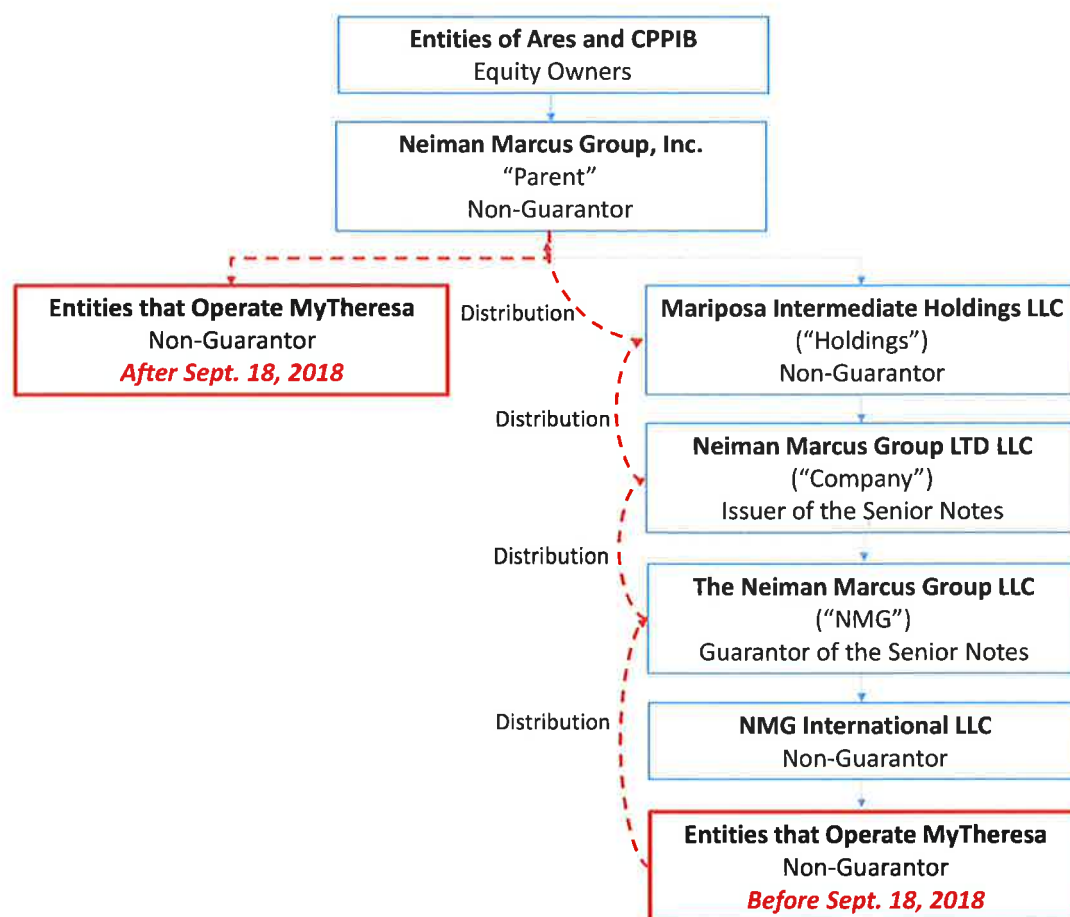 Entities of Ares and CPPIB
Equity Owners
Neiman Marcus Group, Inc.
“Parent”
Non-Guarantor
Entities that Operate MyTheresa
Non-Guarantor
After Sept. 18, 2018
Distribution
Mariposa Intermediate Holdings LLC
(“Holdings”)
Non-Guarantor
Distribution
Neiman Marcus Group LTD LLC
(“Company”)
Issuer of the Senior Notes
Distribution
The Neiman Marcus Group LLC
(“NMG”)
Guarantor of the Senior Notes
Distribution
NMG International LLC
Non-Guarantor
Entities that Operate MyTheresa
Non-Guarantor
Before Sept. 18, 2018